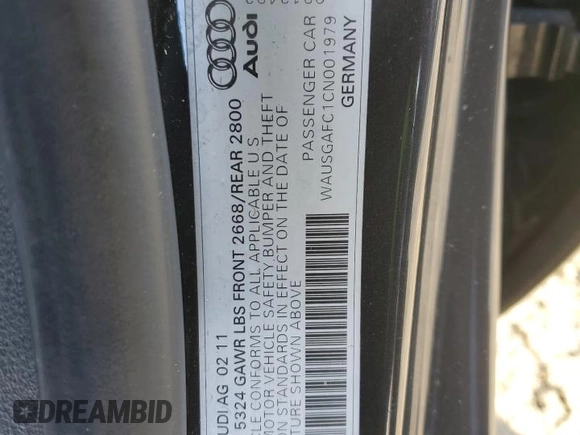 Audi
AUDI AG 02 11
5324 GAWR LBS FRONT 2668/REAR 2800
CONFORMS TO ALL APPLICABLE U S
MOTOR VEHICLE SAFETY BUMPER AND THEFT
STANDARDS IN EFFECT ON THE DATE OF
SHOWN ABOVE
PASSENGER CAR
WAUSGAFC1CN001979
GERMANY
DREAMBID